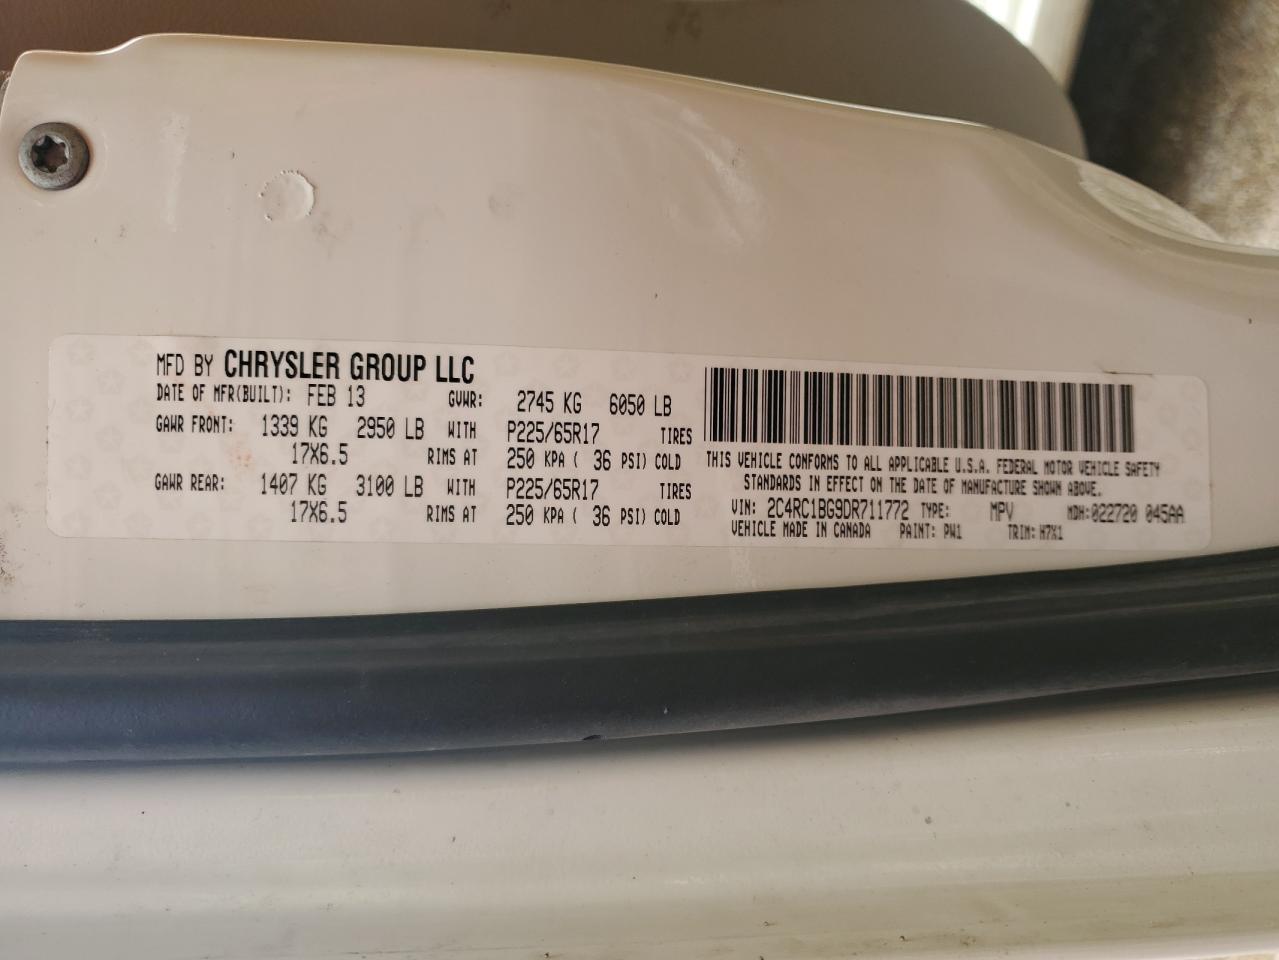 MFD BY CHRYSLER GROUP LLC
DATE OF MFR(BUILT): FEB 13 GVWR: 2745 KG 6050 LB
GAWR FRONT: 1339 KG 2950 LB WITH P225/65R17 TIRES
17X6.5 RIMS AT 250 KPA ( 36 PSI) COLD
GAWR REAR: 1407 KG 3100 LB WITH P225/65R17 TIRES
17X6.5 RIMS AT 250 KPA ( 36 PSI) COLD
THIS VEHICLE CONFORMS TO ALL APPLICABLE U.S.A. FEDERAL MOTOR VEHICLE SAFETY
STANDARDS IN EFFECT ON THE DATE OF MANUFACTURE SHOWN ABOVE.
VIN: 2C4RC1BG9DR711772 TYPE: MPV MDH:022720 045AA
VEHICLE MADE IN CANADA PAINT: PW1 TRIM: H7X1